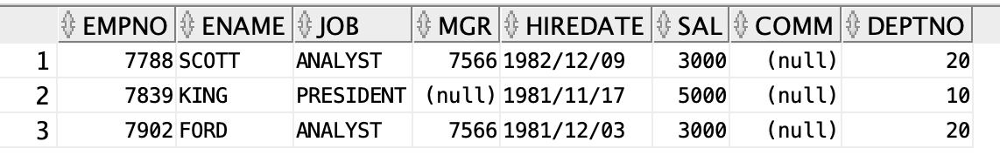 EMPNO ENAME JOB MGR HIREDATE SAL COMM DEPTNO
1 7788 SCOTT ANALYST 7566 1982/12/09 3000 (null) 20
2 7839 KING PRESIDENT (null) 1981/11/17 5000 (null) 10
3 7902 FORD ANALYST 7566 1981/12/03 3000 (null) 20